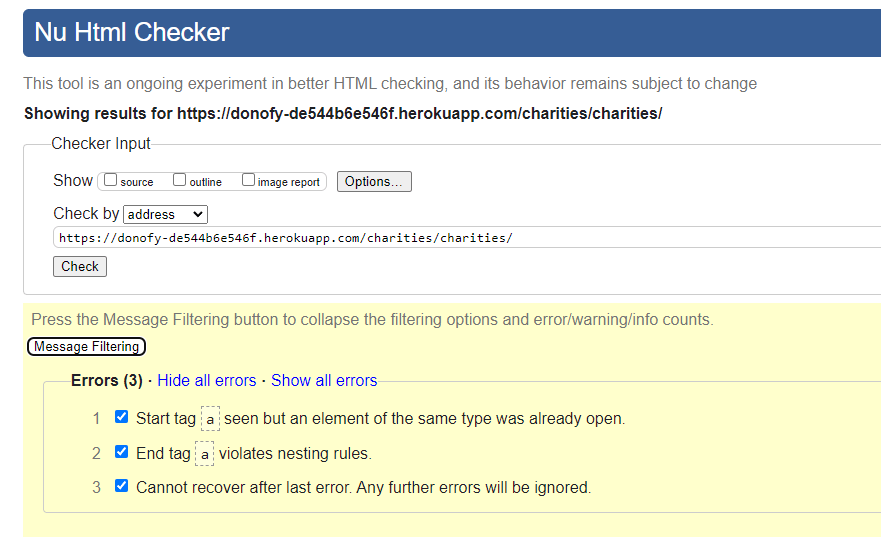 Nu Html Checker
This tool is an ongoing experiment in better HTML checking, and its behavior remains subject to change
Showing results for https://donofy-de544b6e546f.herokuapp.com/charities/charities/
Checker Input
Show source outline image report Options...
Check by address
https://donofy-de544b6e546f.herokuapp.com/charities/charities/
Check
Press the Message Filtering button to collapse the filtering options and error/warning/info counts.
Message Filtering
Errors (3) · Hide all errors · Show all errors
1 Start tag a seen but an element of the same type was already open.
2 End tag a violates nesting rules.
3 Cannot recover after last error. Any further errors will be ignored.